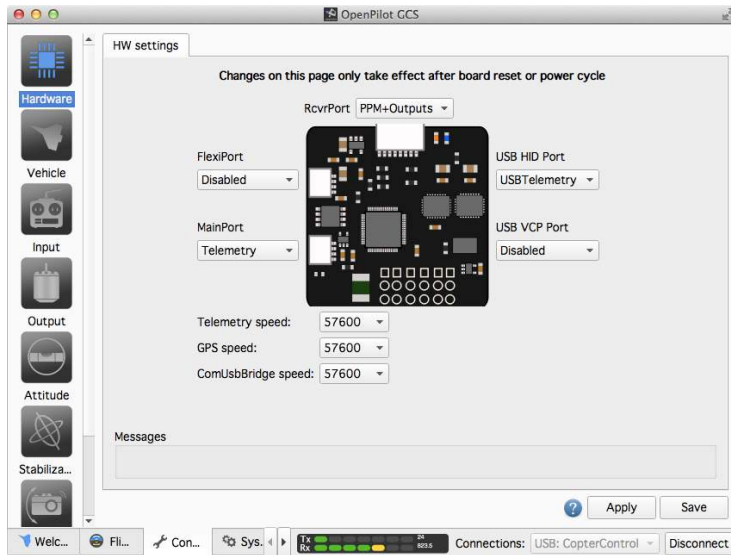 OpenPilot GCS
Hardware
Vehicle
Input
Output
Attitude
Stabiliza...
HW settings
Changes on this page only take effect after board reset or power cycle
RcvrPort PPM+Outputs
FlexiPort
Disabled
MainPort
Telemetry
USB HID Port
USBTelemetry
USB VCP Port
Disabled
Telemetry speed: 57600
GPS speed: 57600
ComUsbBridge speed: 57600
Messages
? Apply Save
Welc... Fli... Con... Sys. Tx 24 Connections: USB: CopterControl Disconnect
Rx 823.5